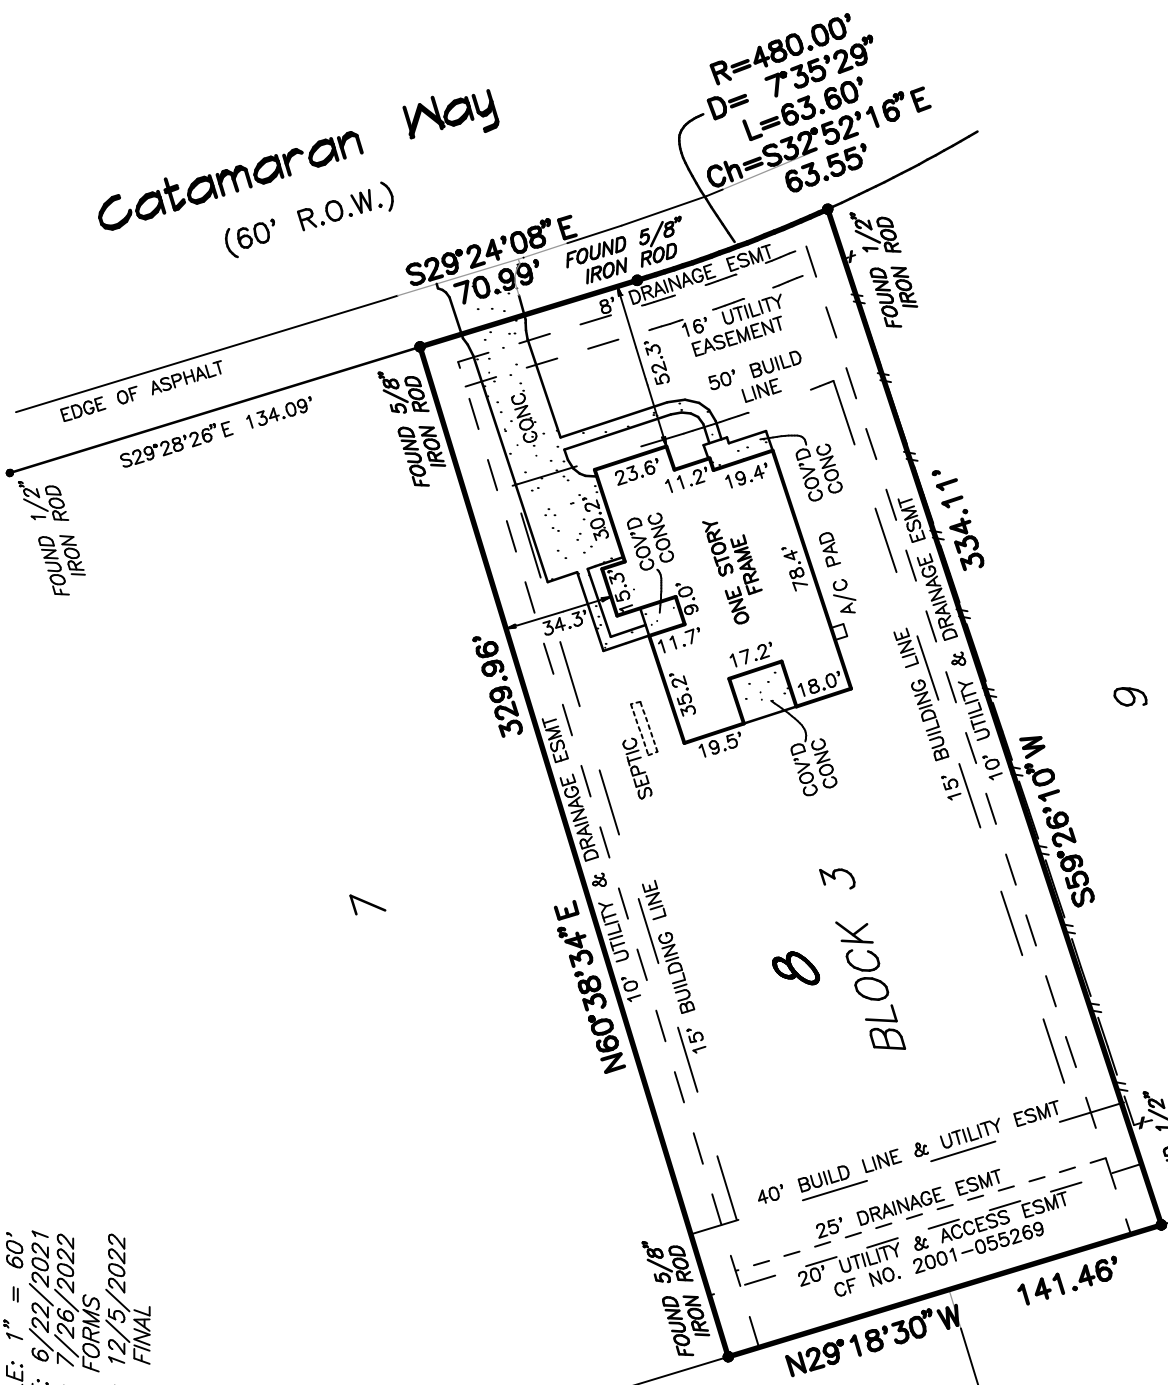 R=480.00'
D= 7°35'29"
L=63.60'
Ch=S32°52'16"E
63.55'
Catamaran Way
(60' R.O.W.)
S29°24'08"E
70.99'
FOUND 5/8"
IRON ROD
FOUND 1/2"
IRON ROD
8'
DRAINAGE ESMT
16' UTILITY
EASEMENT
52.3'
50' BUILD
LINE
EDGE OF ASPHALT
S29°28'26"E 134.09'
FOUND 5/8"
IRON ROD
FOUND 1/2"
IRON ROD
CONC
23.6'
11.2'
19.4'
COV'D
CONC
30.2'
COV'D
CONC
ONE STORY
FRAME
78.4'
A/C PAD
15.3'
9.0'
34.3'
11.7'
17.2'
18.0'
35.2'
19.5'
COV'D
CONC
SEPTIC
334.11'
S59°26'10"W
10' UTILITY & DRAINAGE ESMT
15' BUILDING LINE
329.96'
N60°38'34"E
10' UTILITY & DRAINAGE ESMT
15' BUILDING LINE
7
9
8
BLOCK 3
40' BUILD LINE & UTILITY ESMT
25' DRAINAGE ESMT
20' UTILITY & ACCESS ESMT
CF NO. 2001-055269
141.46'
N29°18'30"W
FOUND 5/8"
IRON ROD
1/2"
E: 1" = 60'
: 6/22/2021
7/26/2022
FORMS
12/5/2022
FINAL